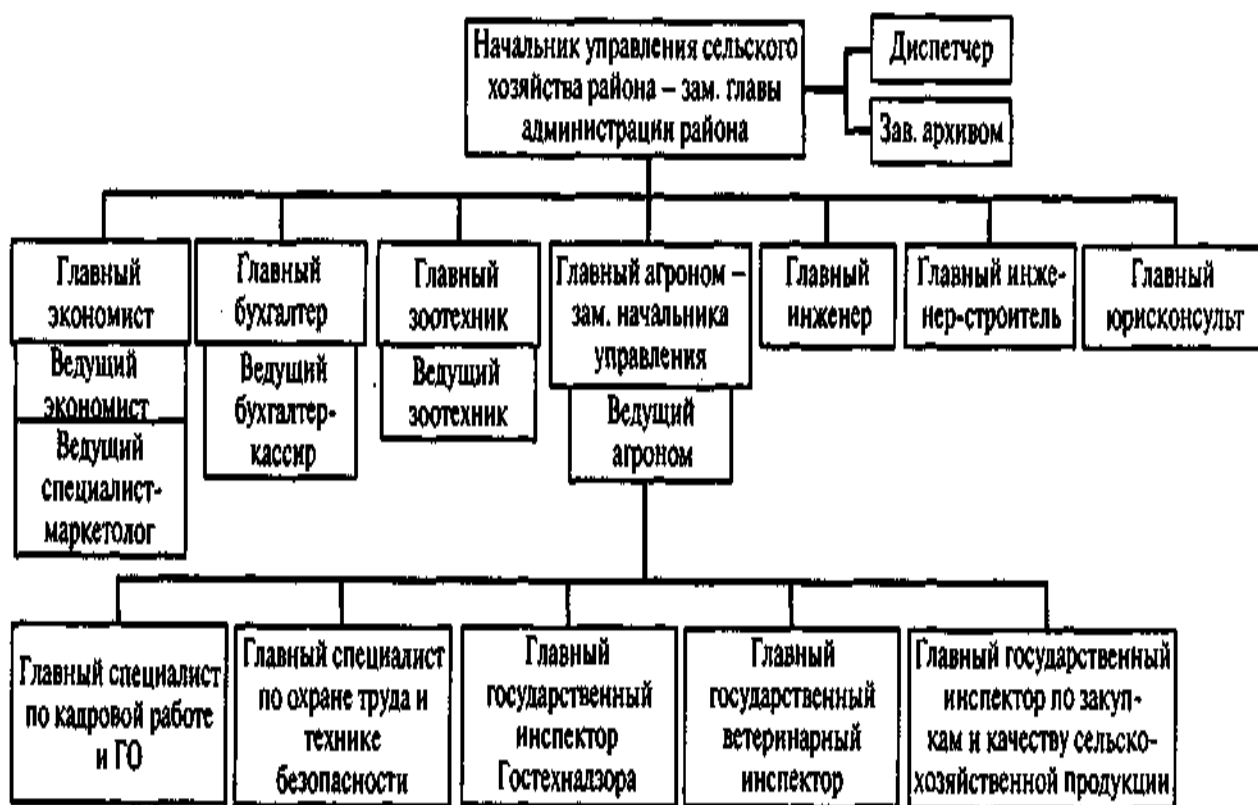 Начальник управления сельского
хозяйства района – зам. главы
администрации района
Диспетчер
Зав. архивом
Главный
экономист
Ведущий
экономист
Ведущий
специалист-
маркетолог
Главный
бухгалтер
Ведущий
бухгалтер-
кассир
Главный
зоотехник
Ведущий
зоотехник
Главный агроном –
зам. начальника
управления
Ведущий
агроном
Главный
инженер
Главный инже-
нер-строитель
Главный
юрисконсульт
Главный специалист
по кадровой работе
и ГО
Главный специалист
по охране труда и
технике
безопасности
Главный
государственный
инспектор
Гостехнадзора
Главный
государственный
ветеринарный
инспектор
Главный государственный
инспектор по закуп-
кам и качеству сельско-
хозяйственной продукции